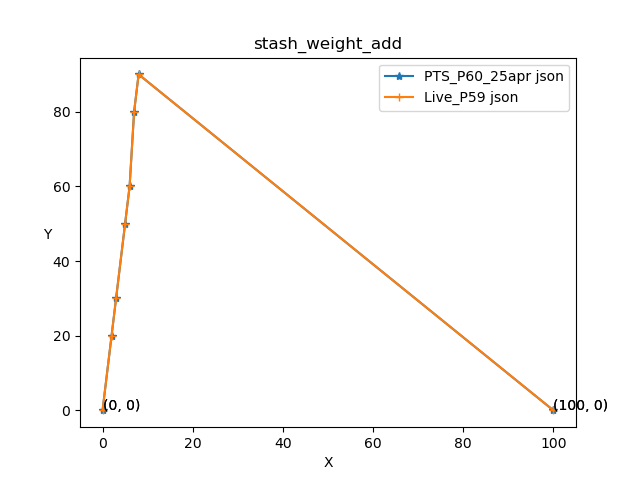 stash_weight_add
PTS_P60_25apr json
Live_P59 json
80
60
Y
40
20
0
(0, 0)
(100, 0)
0 20 40 60 80 100
X